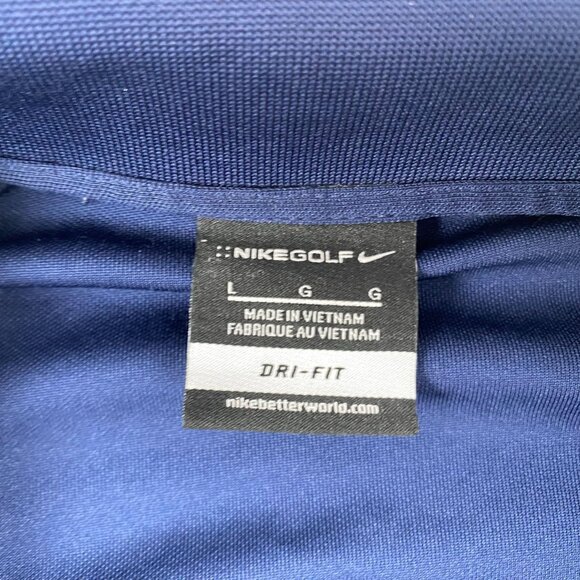 NIKEGOLF
L G G
MADE IN VIETNAM
FABRIQUE AU VIETNAM
DRI-FIT
nikebetterworld.com